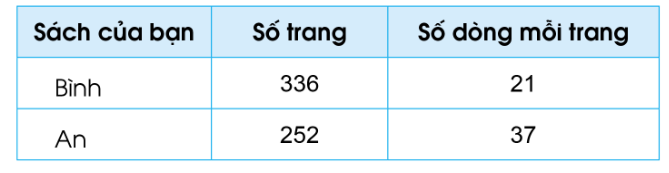 Sách của bạn Số trang Số dòng mỗi trang
Bình 336 21
An 252 37